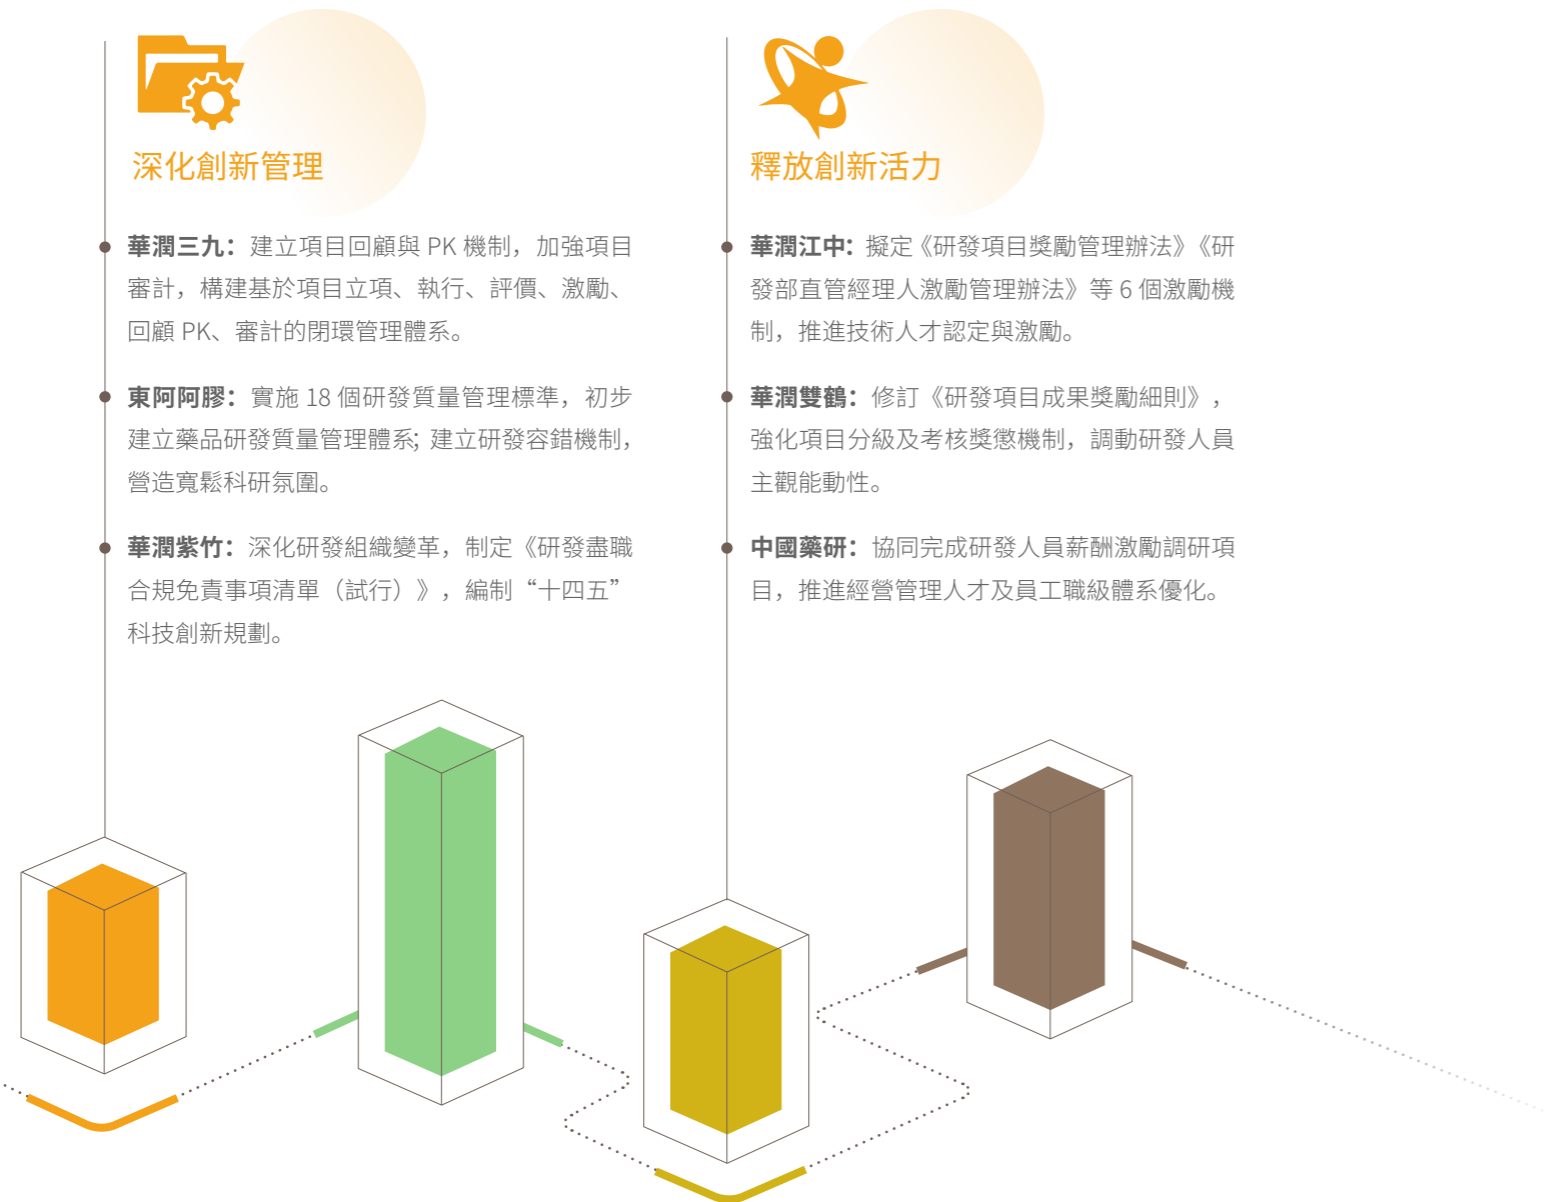 深化創新管理
華潤三九：建立項目回顧與 PK 機制，加強項目
審計，構建基於項目立項、執行、評價、激勵、
回顧 PK、審計的閉環管理體系。
東阿阿膠：實施 18 個研發質量管理標準，初步
建立藥品研發質量管理體系；建立研發容錯機制，
營造寬鬆科研氛圍。
華潤紫竹：深化研發組織變革，制定《研發盡職
合規免責事項清單（試行）》，編制“十四五”
科技創新規劃。
釋放創新活力
華潤江中：擬定《研發項目獎勵管理辦法》《研
發部直管經理人激勵管理辦法》等 6 個激勵機
制，推進技術人才認定與激勵。
華潤雙鶴：修訂《研發項目成果獎勵細則》，
強化項目分級及考核獎懲機制，調動研發人員
主觀能動性。
中國藥研：協同完成研發人員薪酬激勵調研項
目，推進經營管理人才及員工職級體系優化。